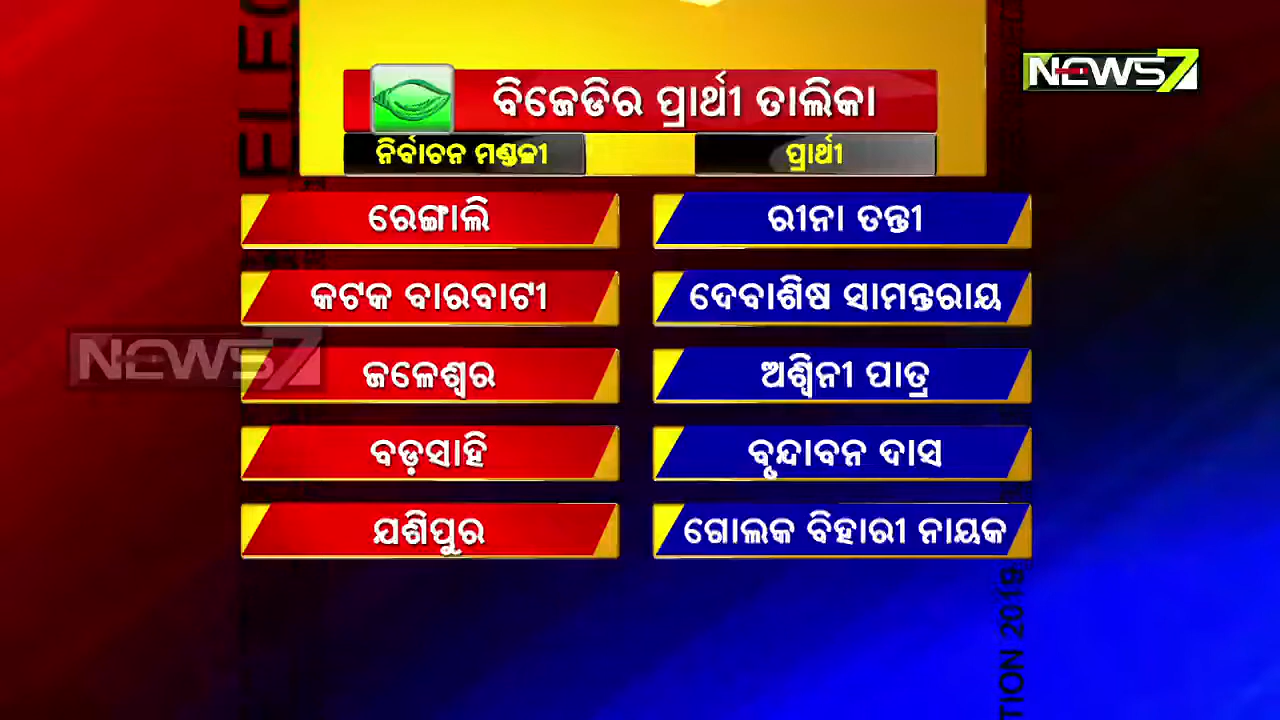 ELEC
NEWS7
ବିଜେଡିର ପ୍ରାର୍ଥୀ ତାଲିକା
ନିର୍ବାଚନ ମଣ୍ଡଳୀ ପ୍ରାର୍ଥୀ
ରେଙ୍ଗାଲି ରୀନା ତନ୍ତୀ
କଟକ ବାରବାଟୀ ଦେବାଶିଷ ସାମନ୍ତରାୟ
NEWS7
ଜଳେଶ୍ୱର ଅଶ୍ୱିନୀ ପାତ୍ର
ବଡ଼ସାହି ବୃନ୍ଦାବନ ଦାସ
ଯଶିପୁର ଗୋଲକ ବିହାରୀ ନାୟକ
TION 2019